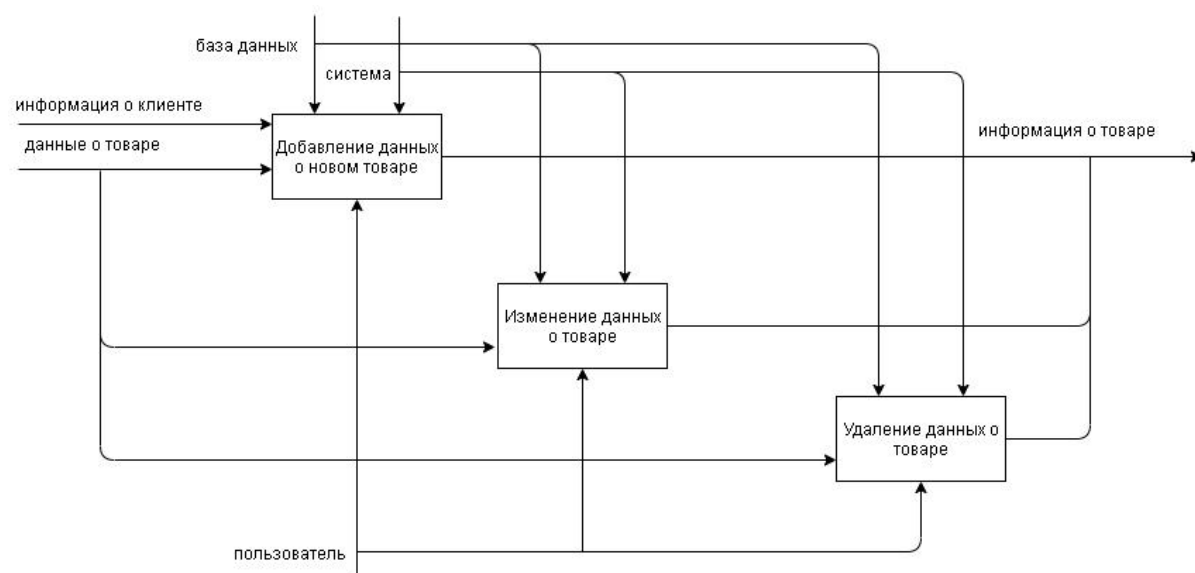 база данных
система
информация о клиенте
данные о товаре
информация о товаре
Добавление данных
о новом товаре
Изменение данных
о товаре
Удаление данных о
товаре
пользователь